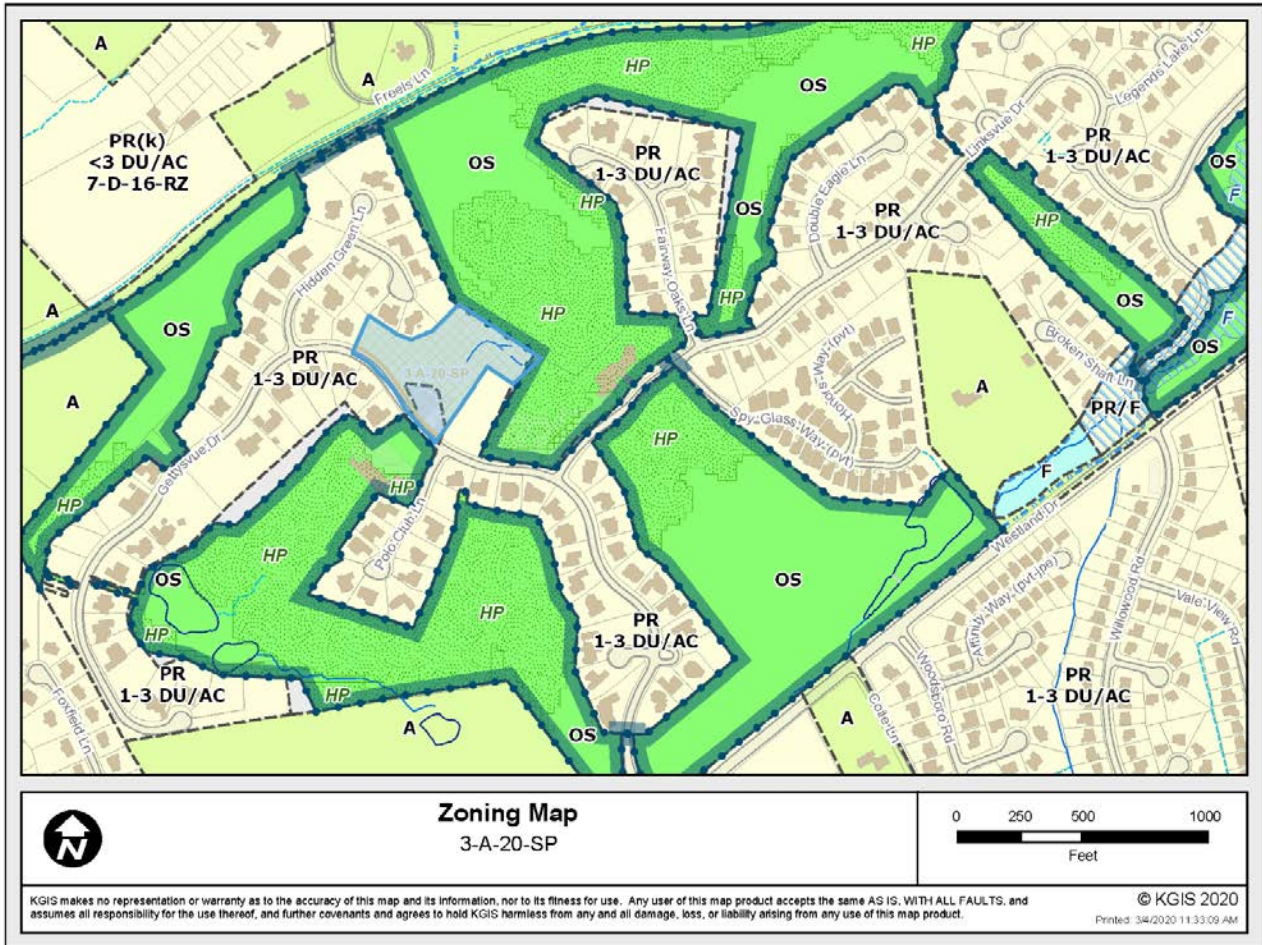 A
HP
HP
OS
A
Freels Ln
Legends Lake Ln
Linksvue Dr
PR(k)
<3 DU/AC
7-D-16-RZ
PR
1-3 DU/AC
PR
1-3 DU/AC
OS
OS
Double Eagle Ln
HP
F
HP
OS
PR
1-3 DU/AC
Hidden Green Ln
Fairway Oaks Ln
HP
A
OS
HP
OS
F
Honors Way (pvt)
Broken Shaft Ln
OS
PR
1-3 DU/AC
3-A-20-SP
A
A
PR/F
Spy Glass Way (pvt)
Gettysvue Dr
HP
F
HP
HP
Westland Dr
Polo Club Ln
HP
OS
HP
OS
Willowood Rd
Affinity Way (pvt-jpe)
Vale View Rd
HP
PR
1-3 DU/AC
PR
1-3 DU/AC
HP
Woodsboro Rd
PR
1-3 DU/AC
Foxfield Ln
A
OS
A
Colie Ln
N
Zoning Map
3-A-20-SP
0 250 500 1000
Feet
KGIS makes no representation or warranty as to the accuracy of this map and its information, nor to its fitness for use. Any user of this map product accepts the same AS IS, WITH ALL FAULTS, and
assumes all responsibility for the use thereof, and further covenants and agrees to hold KGIS harmless from any and all damage, loss, or liability arising from any use of this map product.
© KGIS 2020
Printed: 3/4/2020 11:33:09 AM